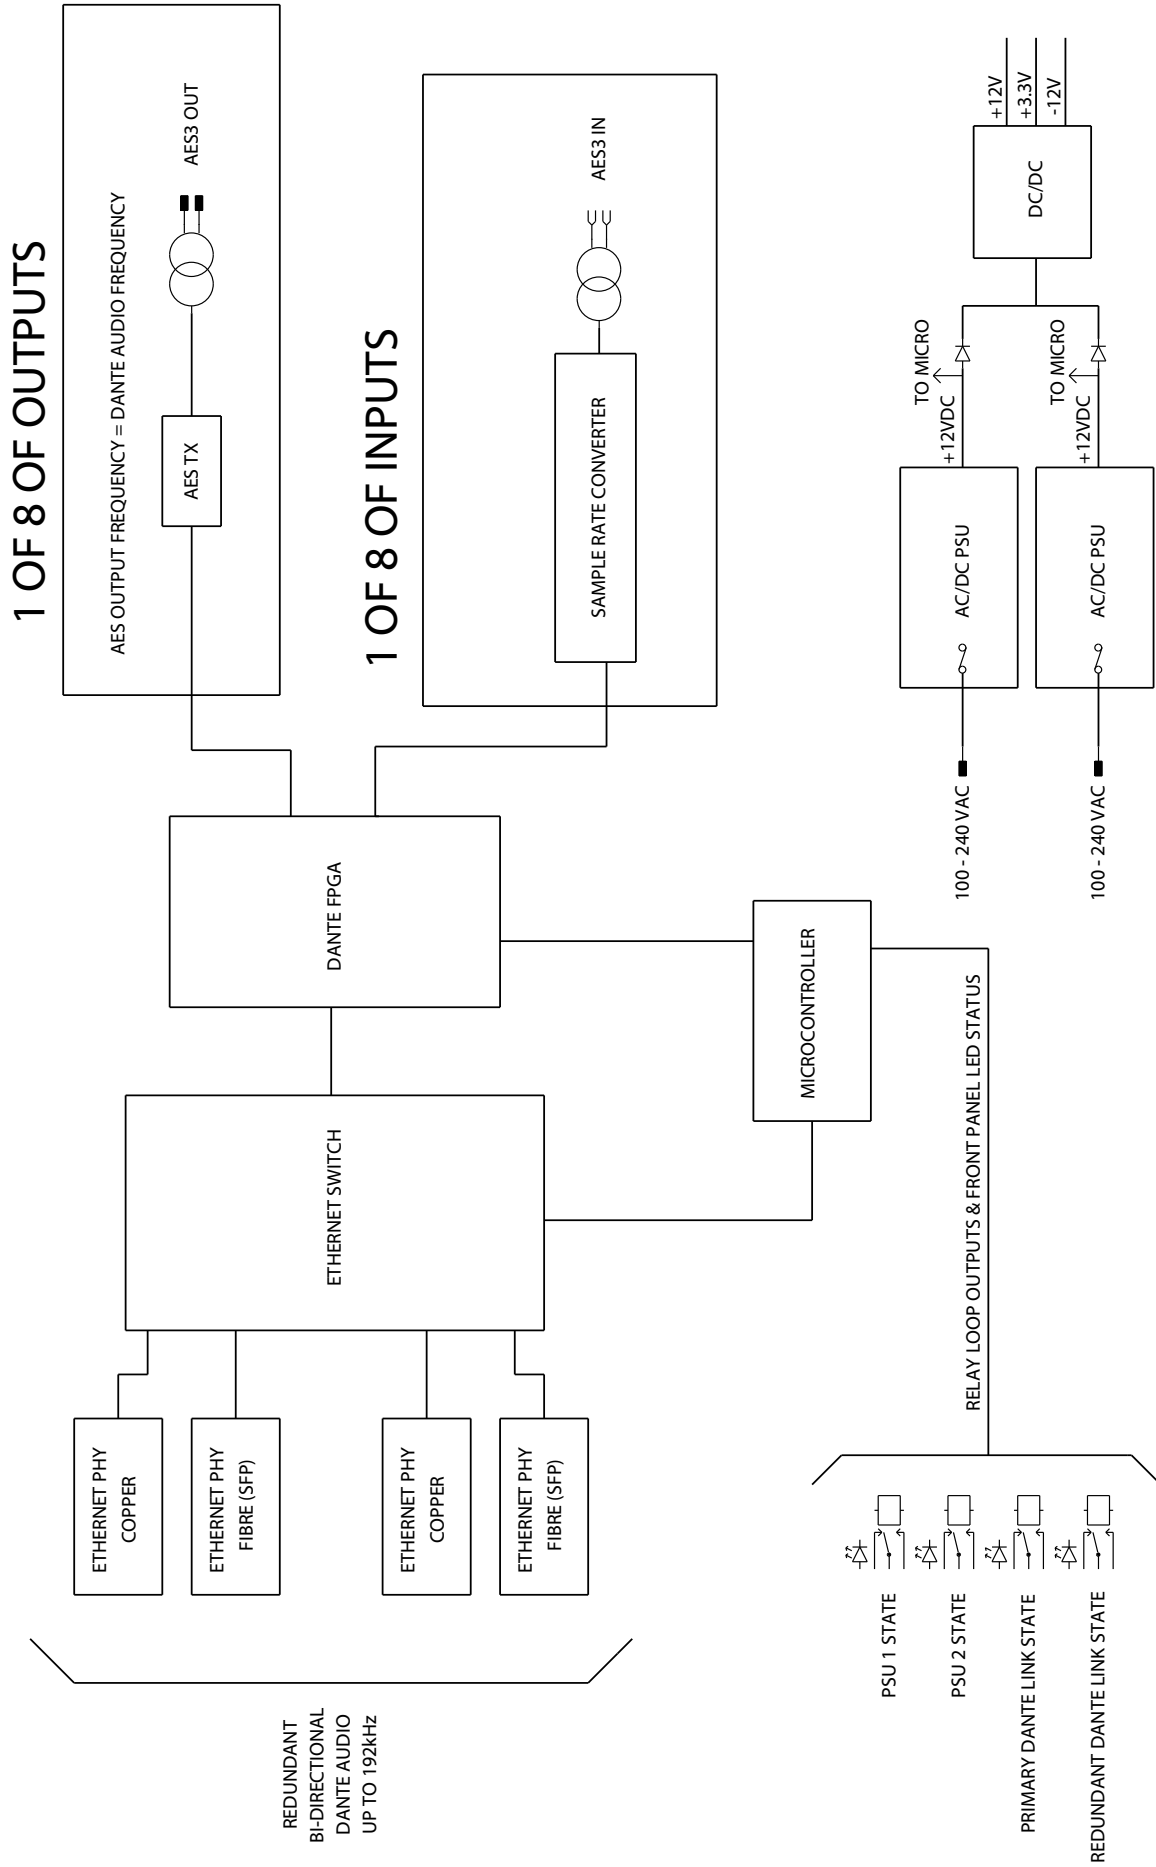 REDUNDANT
BI-DIRECTIONAL
DANTE AUDIO
UP TO 192kHz
ETHERNET PHY
COPPER
ETHERNET PHY
FIBRE (SFP)
ETHERNET PHY
COPPER
ETHERNET PHY
FIBRE (SFP)
ETHERNET SWITCH
DANTE FPGA
MICROCONTROLLER
1 OF 8 OF OUTPUTS
AES OUTPUT FREQUENCY = DANTE AUDIO FREQUENCY
AES TX
AES3 OUT
1 OF 8 OF INPUTS
SAMPLE RATE CONVERTER
AES3 IN
RELAY LOOP OUTPUTS & FRONT PANEL LED STATUS
PSU 1 STATE
PSU 2 STATE
PRIMARY DANTE LINK STATE
REDUNDANT DANTE LINK STATE
100 - 240 VAC
AC/DC PSU
+12VDC
TO MICRO
100 - 240 VAC
AC/DC PSU
+12VDC
TO MICRO
DC/DC
+12V
+3.3V
-12V